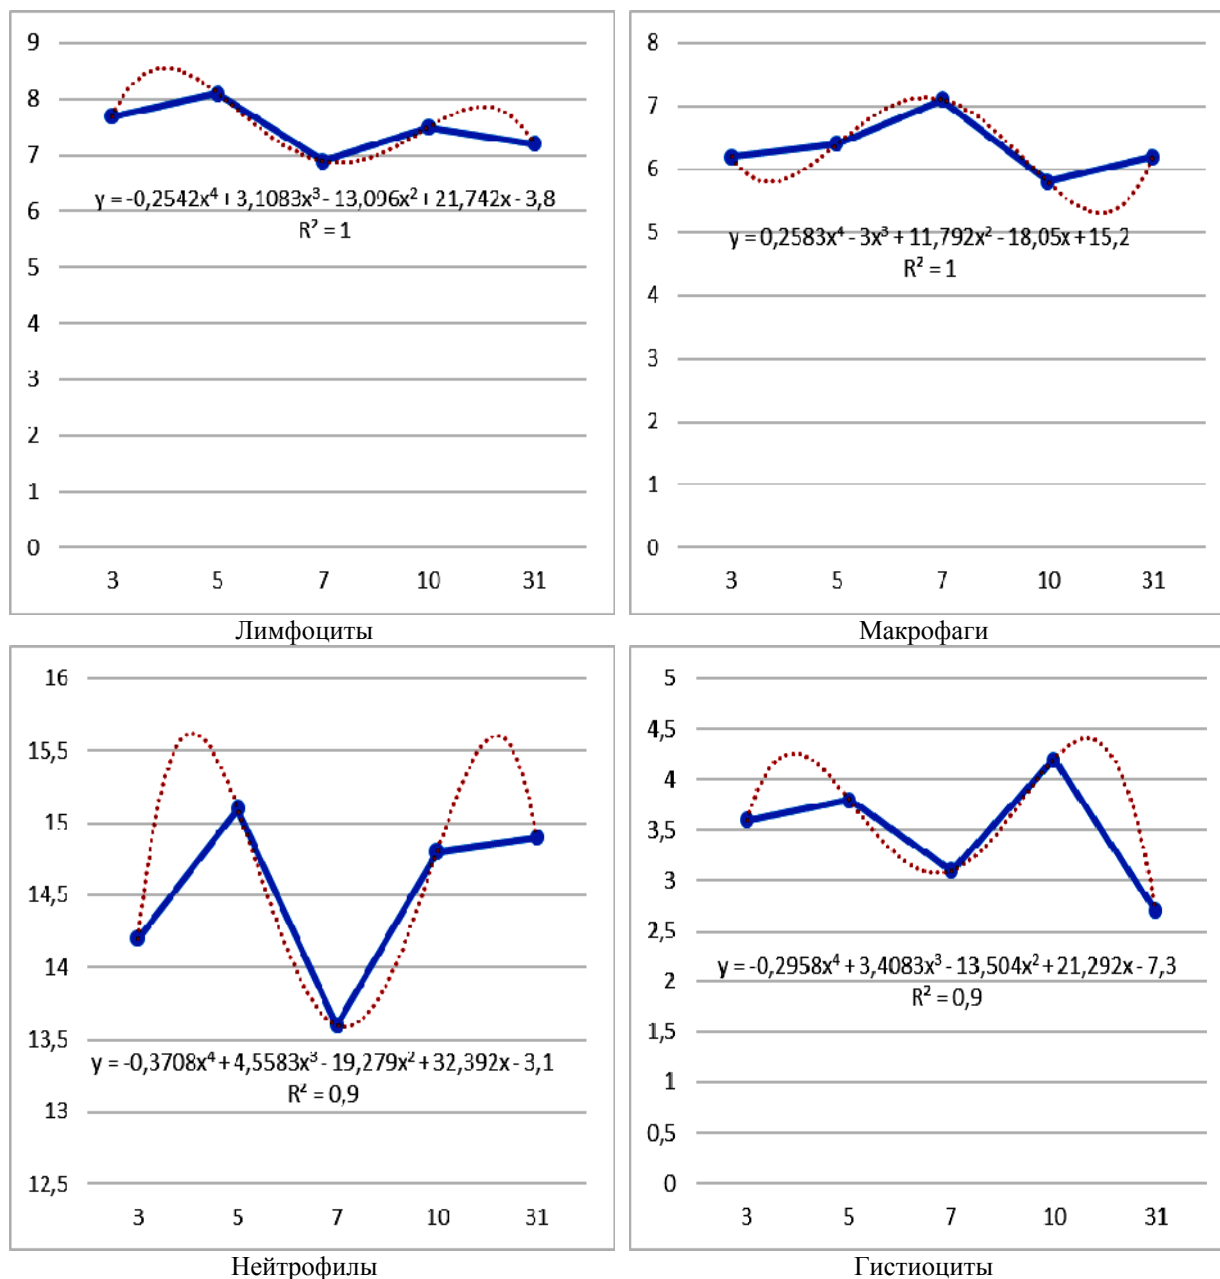 9
8
7
6
5
4
3
2
1
0
y = -0,2542x⁴ + 3,1083x³ - 13,096x² + 21,742x - 3,8
R² = 1
3 5 7 10 31
Лимфоциты
8
7
6
5
4
3
2
1
0
y = 0,2583x⁴ - 3x³ + 11,792x² - 18,05x + 15,2
R² = 1
3 5 7 10 31
Макрофаги
16
15,5
15
14,5
14
13,5
13
12,5
y = -0,3708x⁴ + 4,5583x³ - 19,279x² + 32,392x - 3,1
R² = 0,9
3 5 7 10 31
Нейтрофилы
5
4,5
4
3,5
3
2,5
2
1,5
1
0,5
0
y = -0,2958x⁴ + 3,4083x³ - 13,504x² + 21,292x - 7,3
R² = 0,9
3 5 7 10 31
Гистиоциты